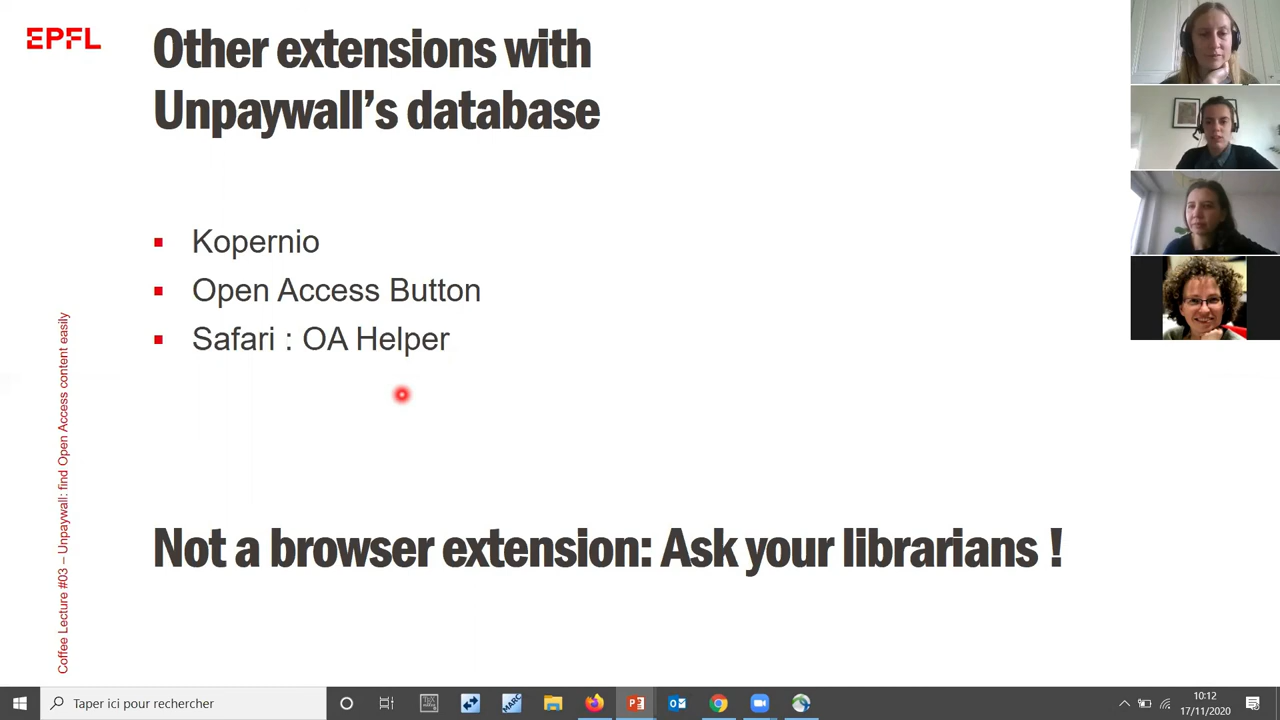 EPFL
Other extensions with
Unpaywall's database
▪ Kopernio
▪ Open Access Button
▪ Safari : OA Helper
Not a browser extension: Ask your librarians !
Coffee Lecture #03 – Unpaywall: find Open Access content easily
Taper ici pour rechercher
MARC
10:12
17/11/2020